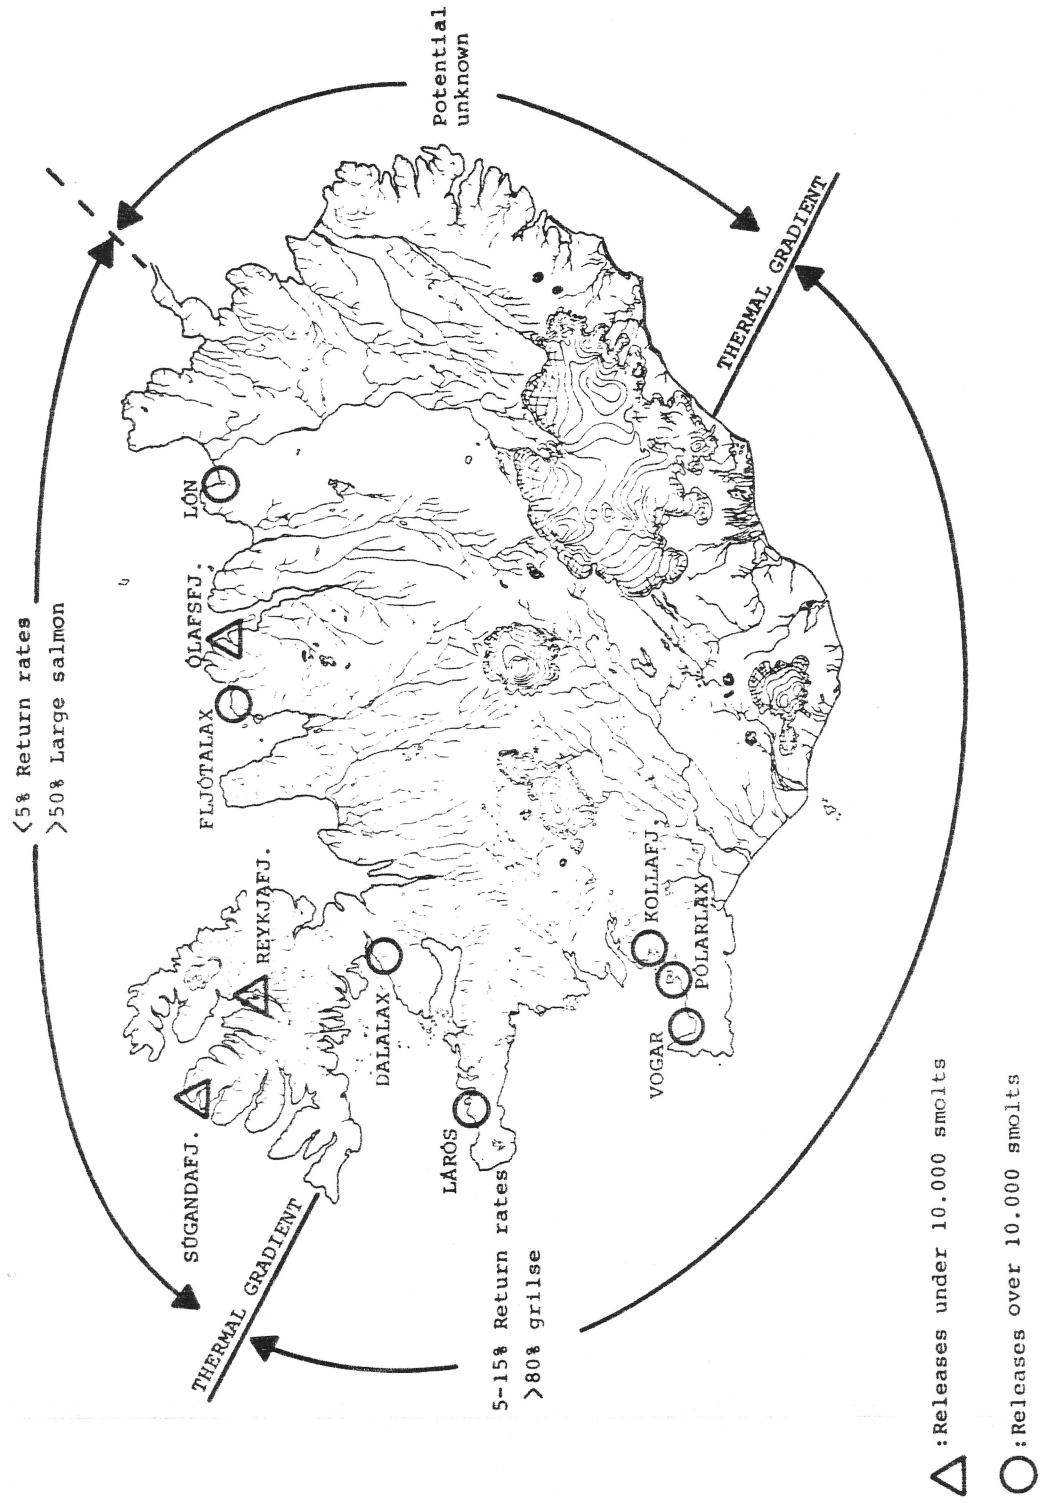 <5% Return rates
>50% Large salmon
Potential
unknown
THERMAL GRADIENT
THERMAL GRADIENT
5-15% Return rates
>80% grilse
SÚGANDAFJ.
REYKJAFJ.
FLJÓTALAX
ÓLAFSFJ.
LÓN
DALALAX
LÁRÓS
VOGAR
PÓLARLAX
KOLLAFJ.
:Releases under 10.000 smolts
:Releases over 10.000 smolts